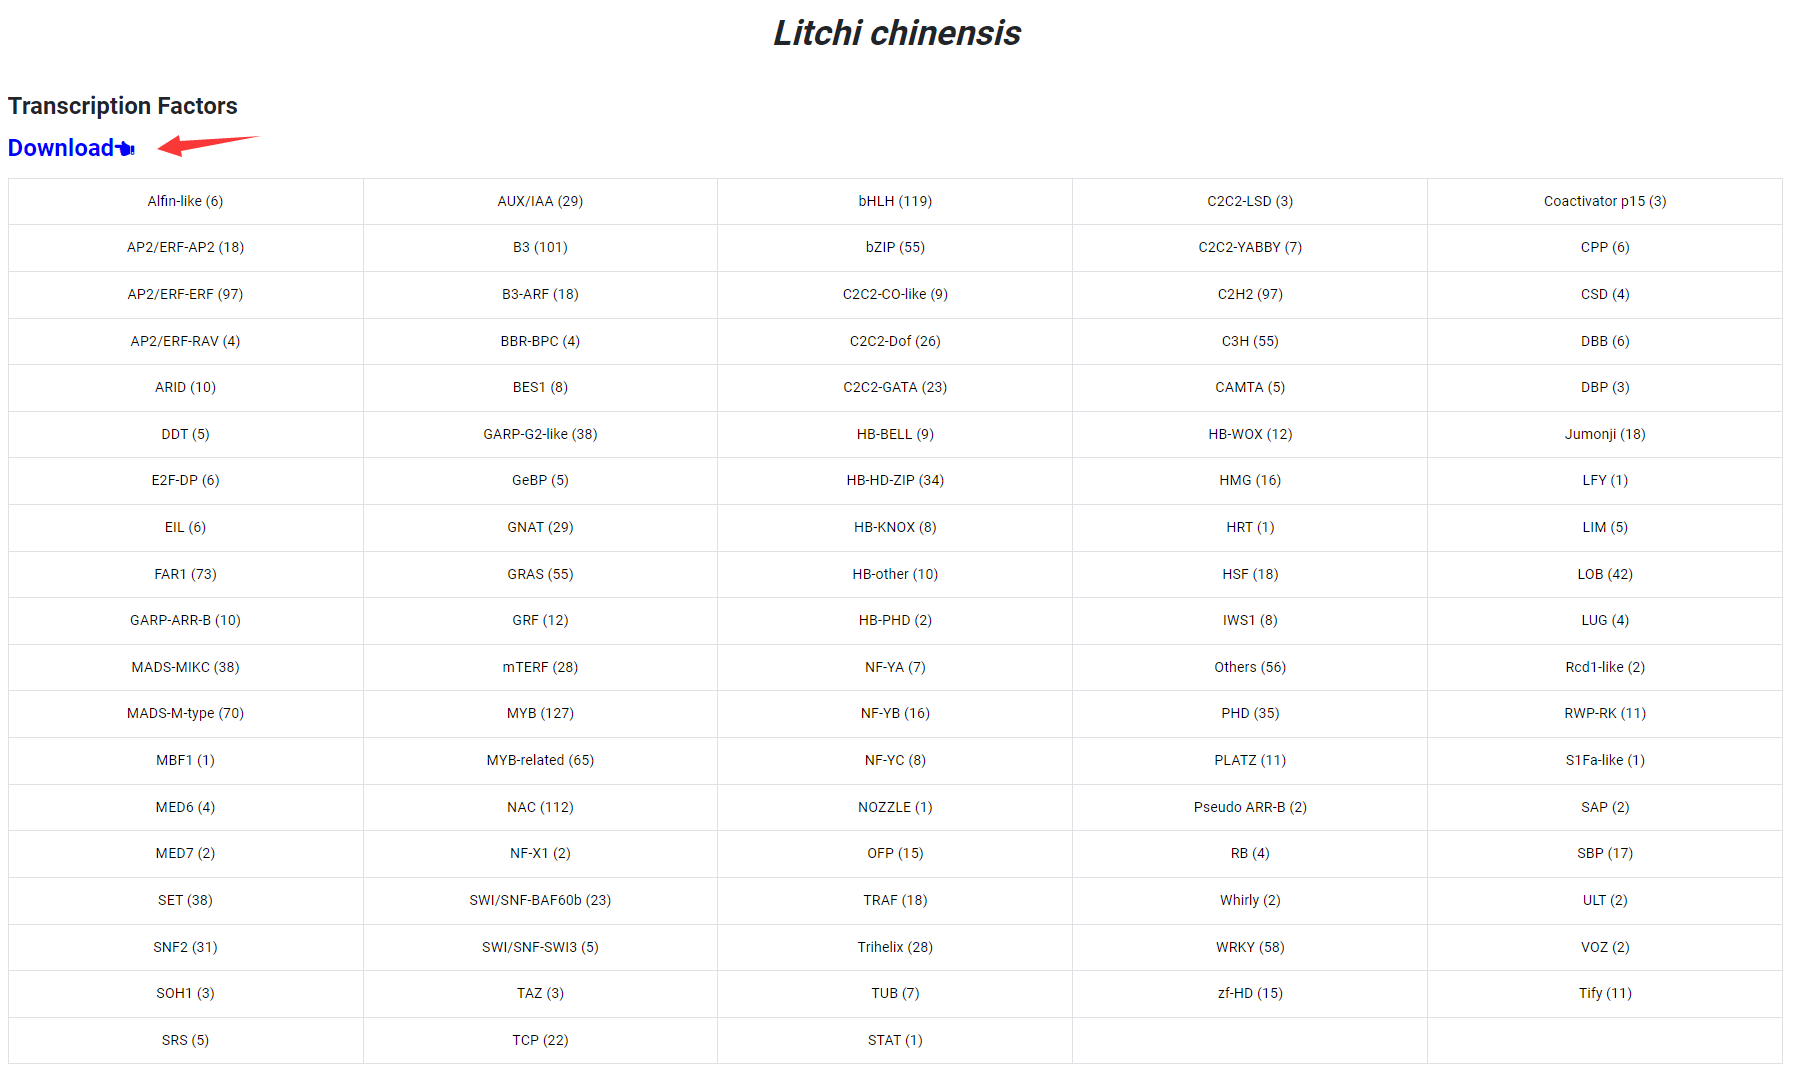 Litchi chinensis
Transcription Factors
Download
Alfin-like (6) AUX/IAA (29) bHLH (119) C2C2-LSD (3) Coactivator p15 (3)
AP2/ERF-AP2 (18) B3 (101) bZIP (55) C2C2-YABBY (7) CPP (6)
AP2/ERF-ERF (97) B3-ARF (18) C2C2-CO-like (9) C2H2 (97) CSD (4)
AP2/ERF-RAV (4) BBR-BPC (4) C2C2-Dof (26) C3H (55) DBB (6)
ARID (10) BES1 (8) C2C2-GATA (23) CAMTA (5) DBP (3)
DDT (5) GARP-G2-like (38) HB-BELL (9) HB-WOX (12) Jumonji (18)
E2F-DP (6) GeBP (5) HB-HD-ZIP (34) HMG (16) LFY (1)
EIL (6) GNAT (29) HB-KNOX (8) HRT (1) LIM (5)
FAR1 (73) GRAS (55) HB-other (10) HSF (18) LOB (42)
GARP-ARR-B (10) GRF (12) HB-PHD (2) IWS1 (8) LUG (4)
MADS-MIKC (38) mTERF (28) NF-YA (7) Others (56) Rcd1-like (2)
MADS-M-type (70) MYB (127) NF-YB (16) PHD (35) RWP-RK (11)
MBF1 (1) MYB-related (65) NF-YC (8) PLATZ (11) S1Fa-like (1)
MED6 (4) NAC (112) NOZZLE (1) Pseudo ARR-B (2) SAP (2)
MED7 (2) NF-X1 (2) OFP (15) RB (4) SBP (17)
SET (38) SWI/SNF-BAF60b (23) TRAF (18) Whirly (2) ULT (2)
SNF2 (31) SWI/SNF-SWI3 (5) Trihelix (28) WRKY (58) VOZ (2)
SOH1 (3) TAZ (3) TUB (7) zf-HD (15) Tify (11)
SRS (5) TCP (22) STAT (1)